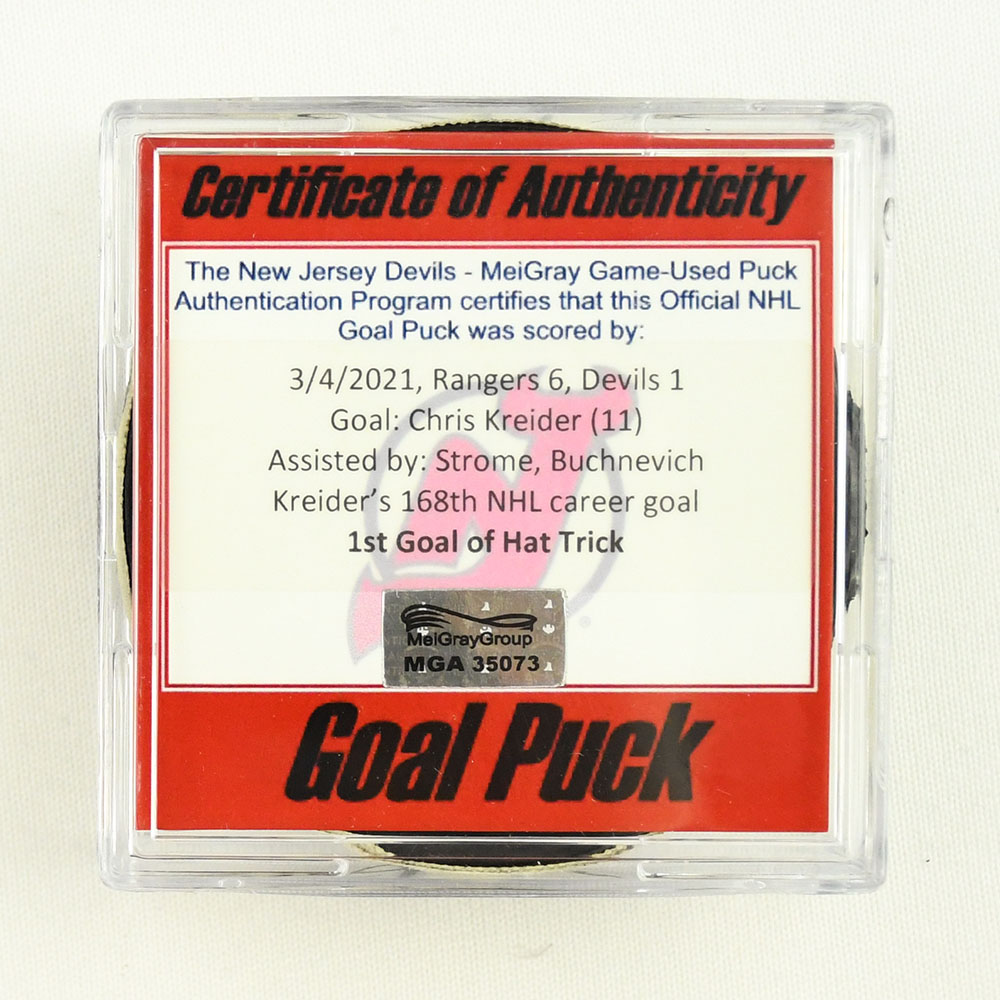 Certificate of Authenticity
The New Jersey Devils - MeiGray Game-Used Puck
Authentication Program certifies that this Official NHL
Goal Puck was scored by:
3/4/2021, Rangers 6, Devils 1
Goal: Chris Kreider (11)
Assisted by: Strome, Buchnevich
Kreider’s 168th NHL career goal
1st Goal of Hat Trick
MeiGrayGroup
MGA 35073
Goal Puck